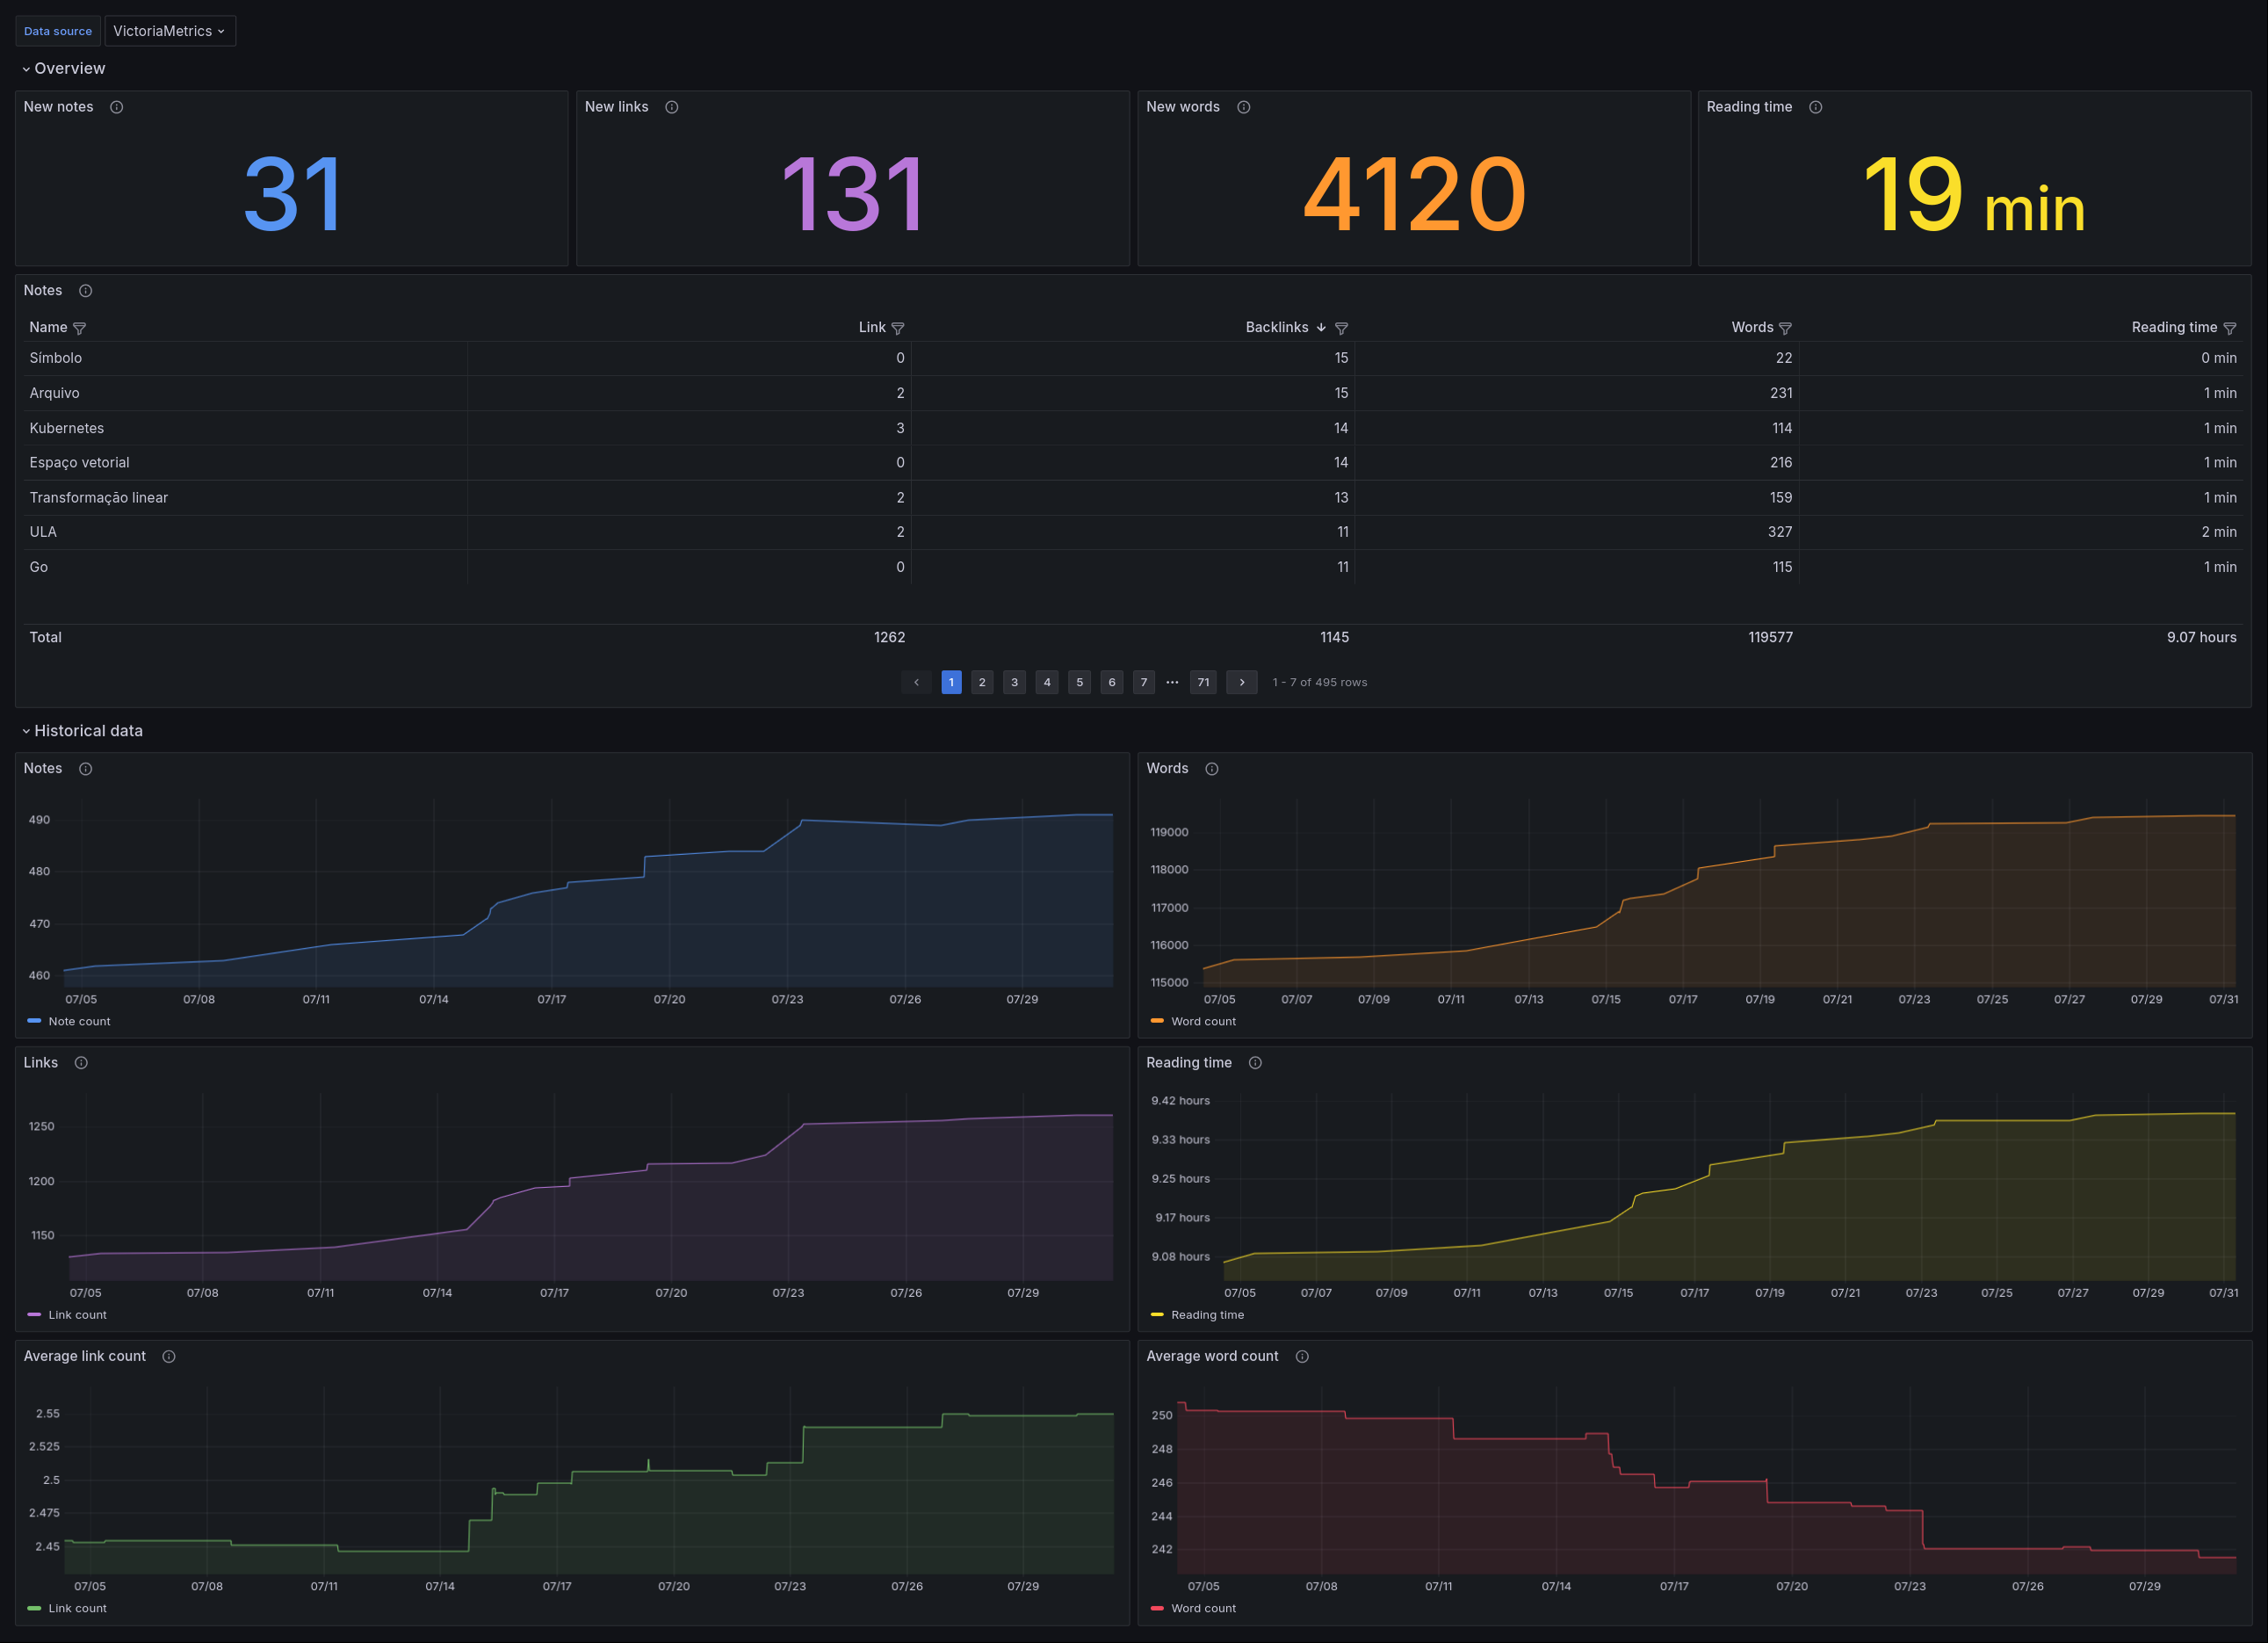 Data source VictoriaMetrics
Overview
New notes New links New words Reading time
31 131 4120 19 min
Notes
Name Link Backlinks Words Reading time
Símbolo 0 15 22 0 min
Arquivo 2 15 231 1 min
Kubernetes 3 14 114 1 min
Espaço vetorial 0 14 216 1 min
Transformação linear 2 13 159 1 min
ULA 2 11 327 2 min
Go 0 11 115 1 min
Total 1262 1145 119577 9.07 hours
1 2 3 4 5 6 7 ··· 71 1 - 7 of 495 rows
Historical data
Notes
490
480
470
460
07/05 07/08 07/11 07/14 07/17 07/20 07/23 07/26 07/29
Note count
Words
119000
118000
117000
116000
115000
07/05 07/07 07/09 07/11 07/13 07/15 07/17 07/19 07/21 07/23 07/25 07/27 07/29 07/31
Word count
Links
1250
1200
1150
07/05 07/08 07/11 07/14 07/17 07/20 07/23 07/26 07/29
Link count
Reading time
9.42 hours
9.33 hours
9.25 hours
9.17 hours
9.08 hours
07/05 07/07 07/09 07/11 07/13 07/15 07/17 07/19 07/21 07/23 07/25 07/27 07/29 07/31
Reading time
Average link count
2.55
2.525
2.5
2.475
2.45
07/05 07/08 07/11 07/14 07/17 07/20 07/23 07/26 07/29
Link count
Average word count
250
248
246
244
242
07/05 07/08 07/11 07/14 07/17 07/20 07/23 07/26 07/29
Word count